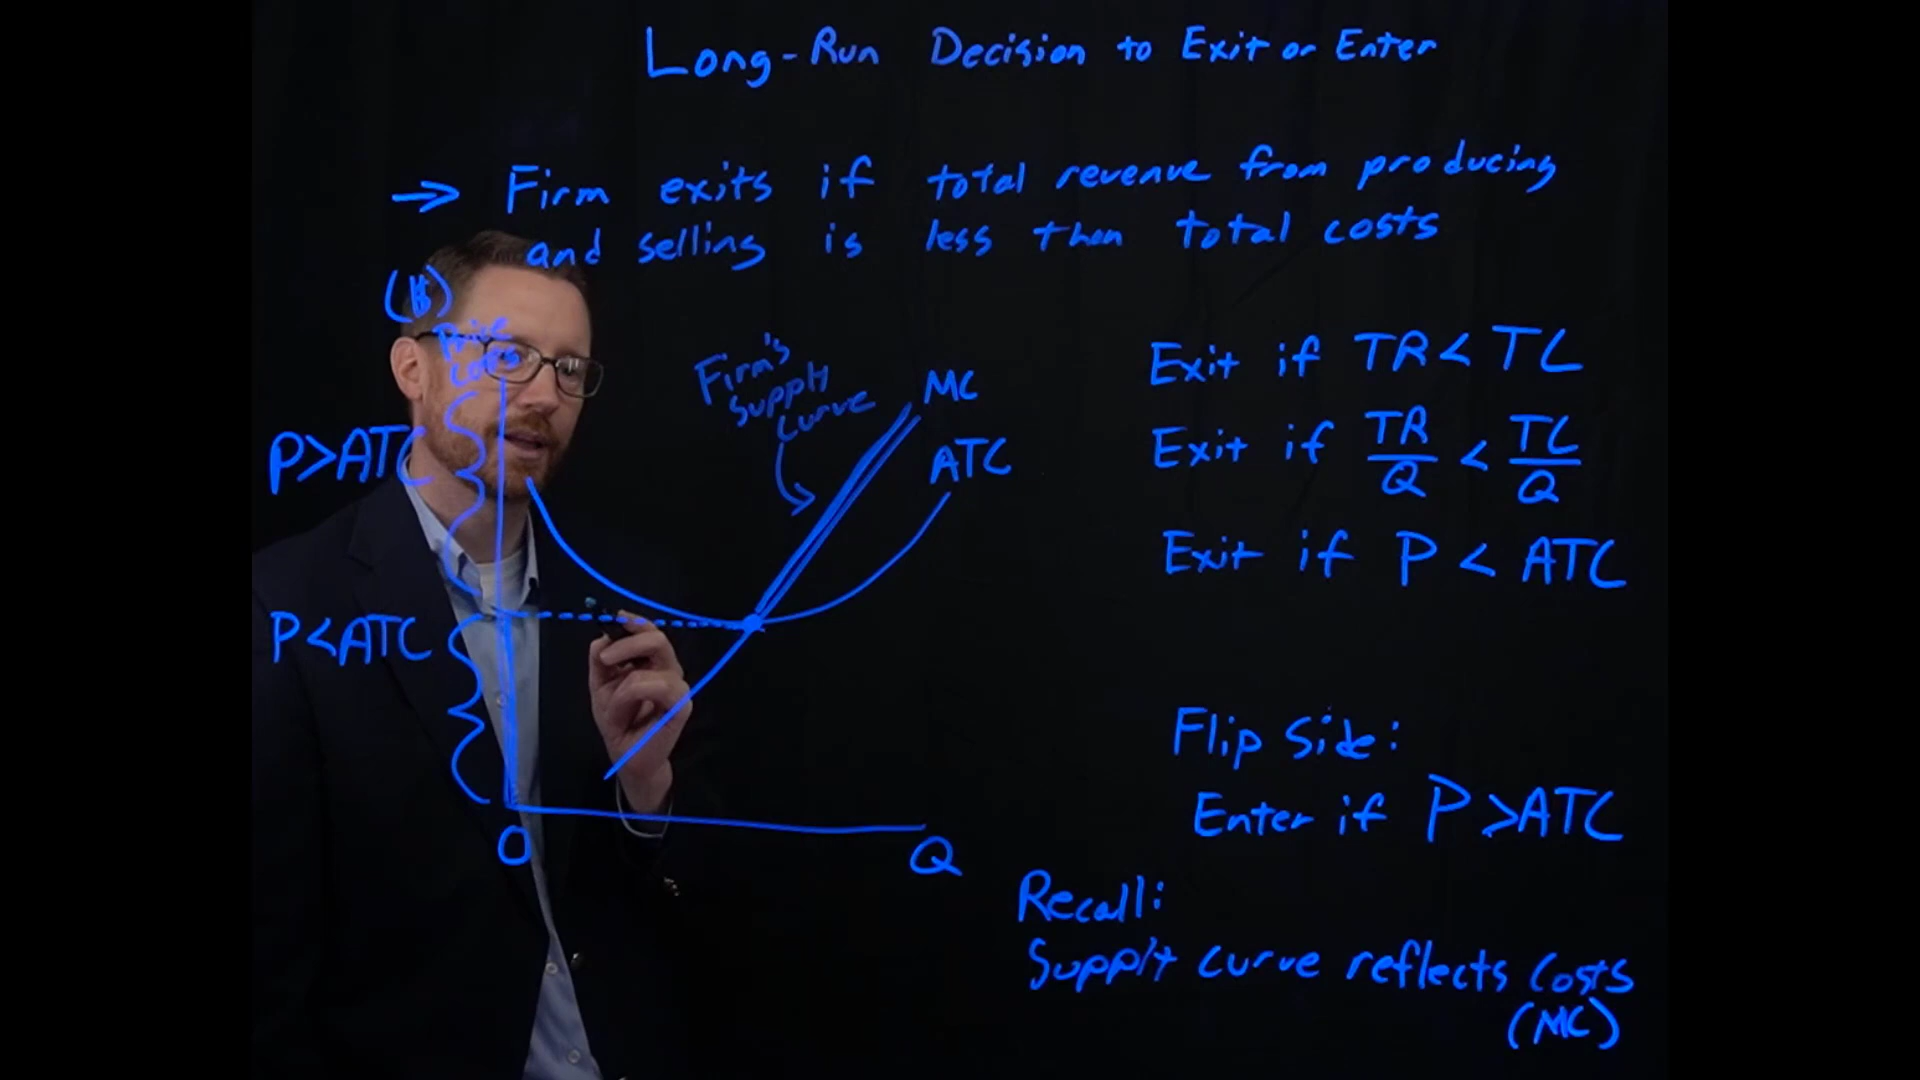 Long-Run Decision to Exit or Enter
→ Firm exits if total revenue from producing
and selling is less than total costs
($)
Price
Costs
Firm's
Supply
Curve
MC
ATC
P>ATC
P<ATC
O
Q
Exit if TR < TC
Exit if TR/Q < TC/Q
Exit if P < ATC
Flip Side:
Enter if P >ATC
Recall:
Supply curve reflects Costs
(MC)